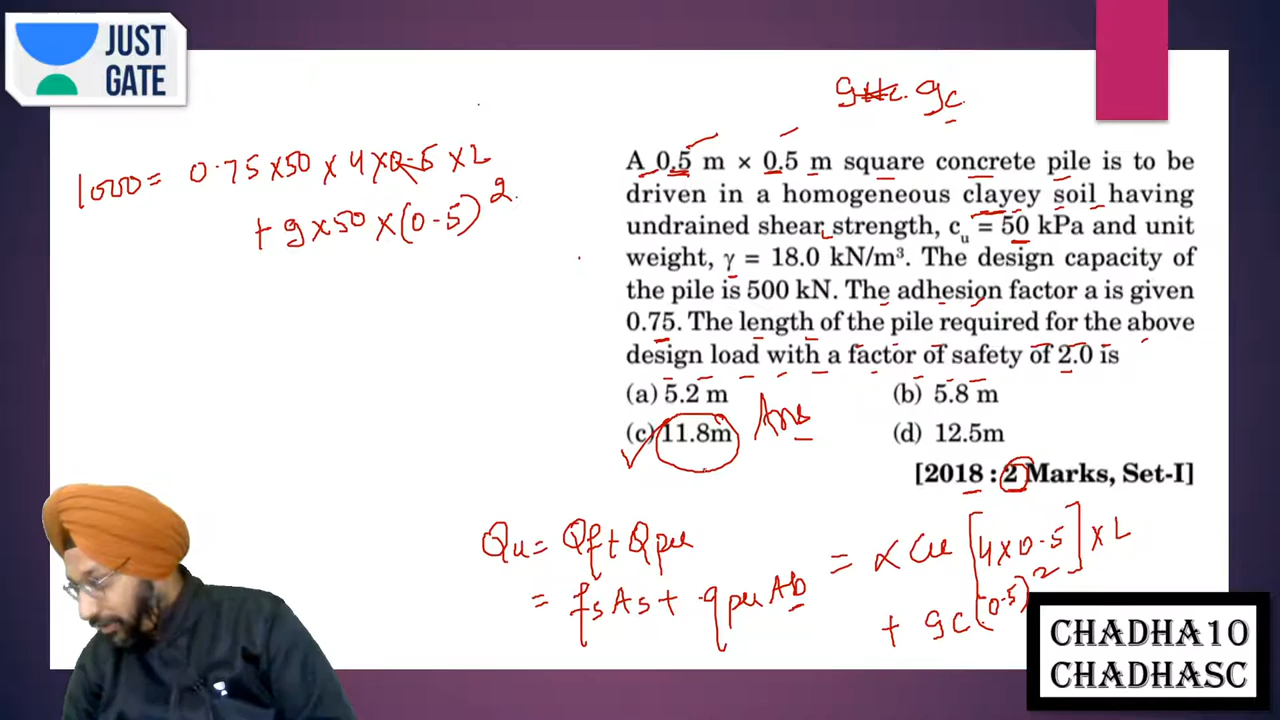 JUST
GATE
9c
1000 = 0.75×50 × 4×0.5 ×L
+ 9×50×(0.5)²
A 0.5 m × 0.5 m square concrete pile is to be
driven in a homogeneous clayey soil having
undrained shear strength, cᵤ = 50 kPa and unit
weight, γ = 18.0 kN/m³. The design capacity of
the pile is 500 kN. The adhesion factor a is given
0.75. The length of the pile required for the above
design load with a factor of safety of 2.0 is
(a) 5.2 m (b) 5.8 m
(c) 11.8m Ans (d) 12.5m
[2018 : 2 Marks, Set-I]
Qu = Qf + Qpu = α Cu [4×0.5] × L
= fs As + qpu Ab + 9c (0.5)²
CHADHA10
CHADHASC